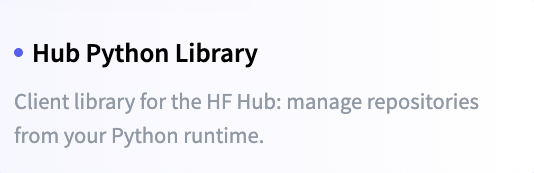 Hub Python Library
Client library for the HF Hub: manage repositories
from your Python runtime.